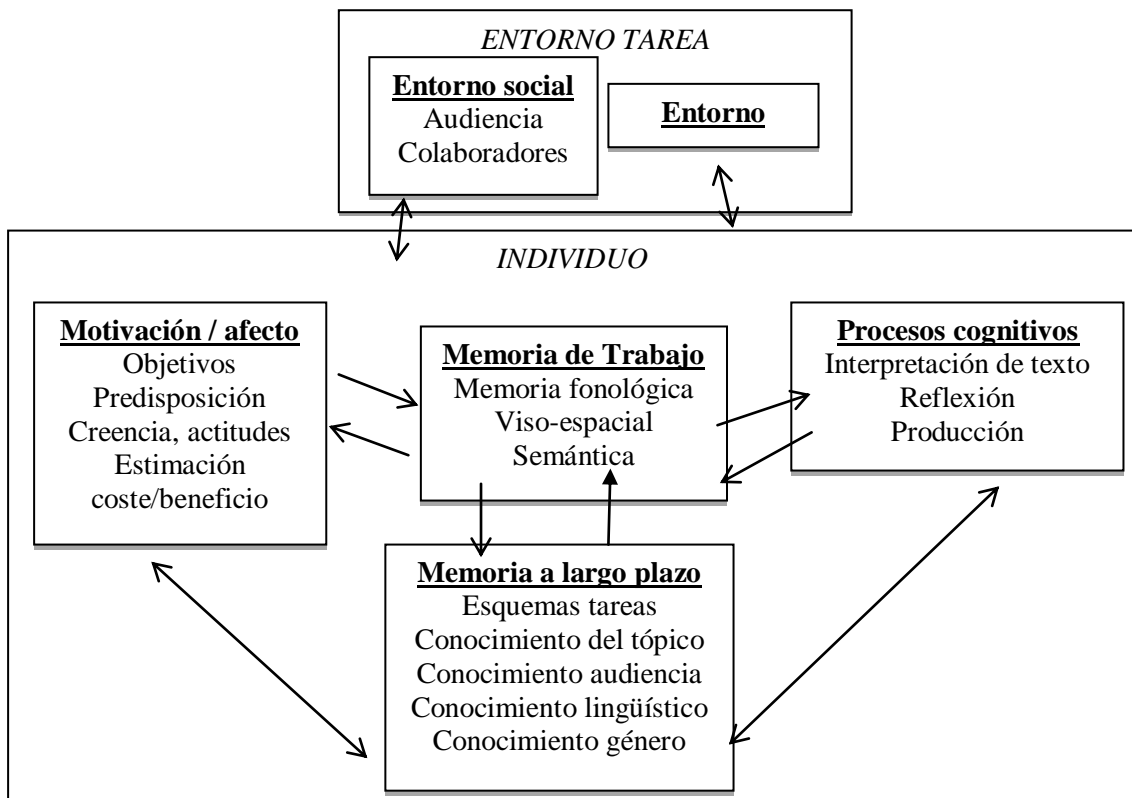 ENTORNO TAREA
Entorno social
Audiencia
Colaboradores
Entorno
INDIVIDUO
Motivación / afecto
Objetivos
Predisposición
Creencia, actitudes
Estimación
coste/beneficio
Memoria de Trabajo
Memoria fonológica
Viso-espacial
Semántica
Procesos cognitivos
Interpretación de texto
Reflexión
Producción
Memoria a largo plazo
Esquemas tareas
Conocimiento del tópico
Conocimiento audiencia
Conocimiento lingüístico
Conocimiento género